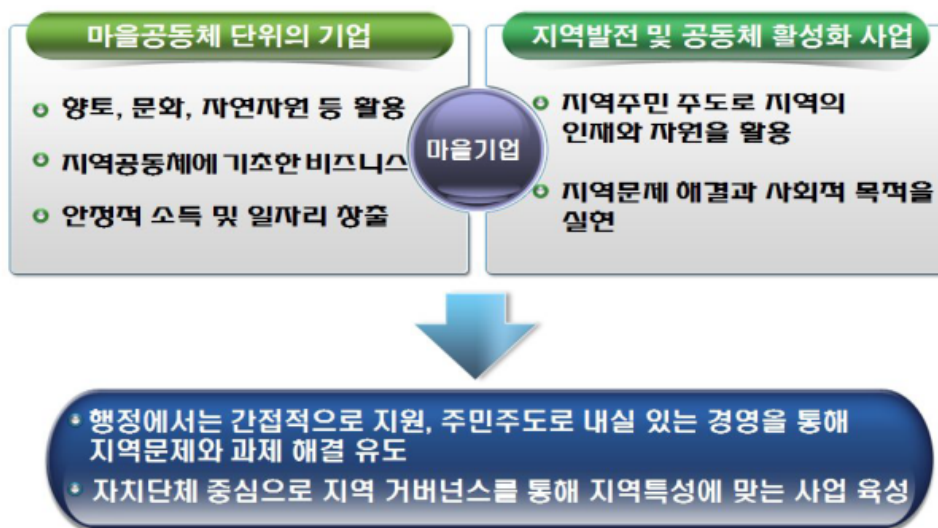 마을공동체 단위의 기업
향토, 문화, 자연자원 등 활용
지역공동체에 기초한 비즈니스
안정적 소득 및 일자리 창출
마을기업
지역발전 및 공동체 활성화 사업
지역주민 주도로 지역의
인재와 자원을 활용
지역문제 해결과 사회적 목적을
실현
행정에서는 간접적으로 지원, 주민주도로 내실 있는 경영을 통해
지역문제와 과제 해결 유도
자치단체 중심으로 지역 거버넌스를 통해 지역특성에 맞는 사업 육성